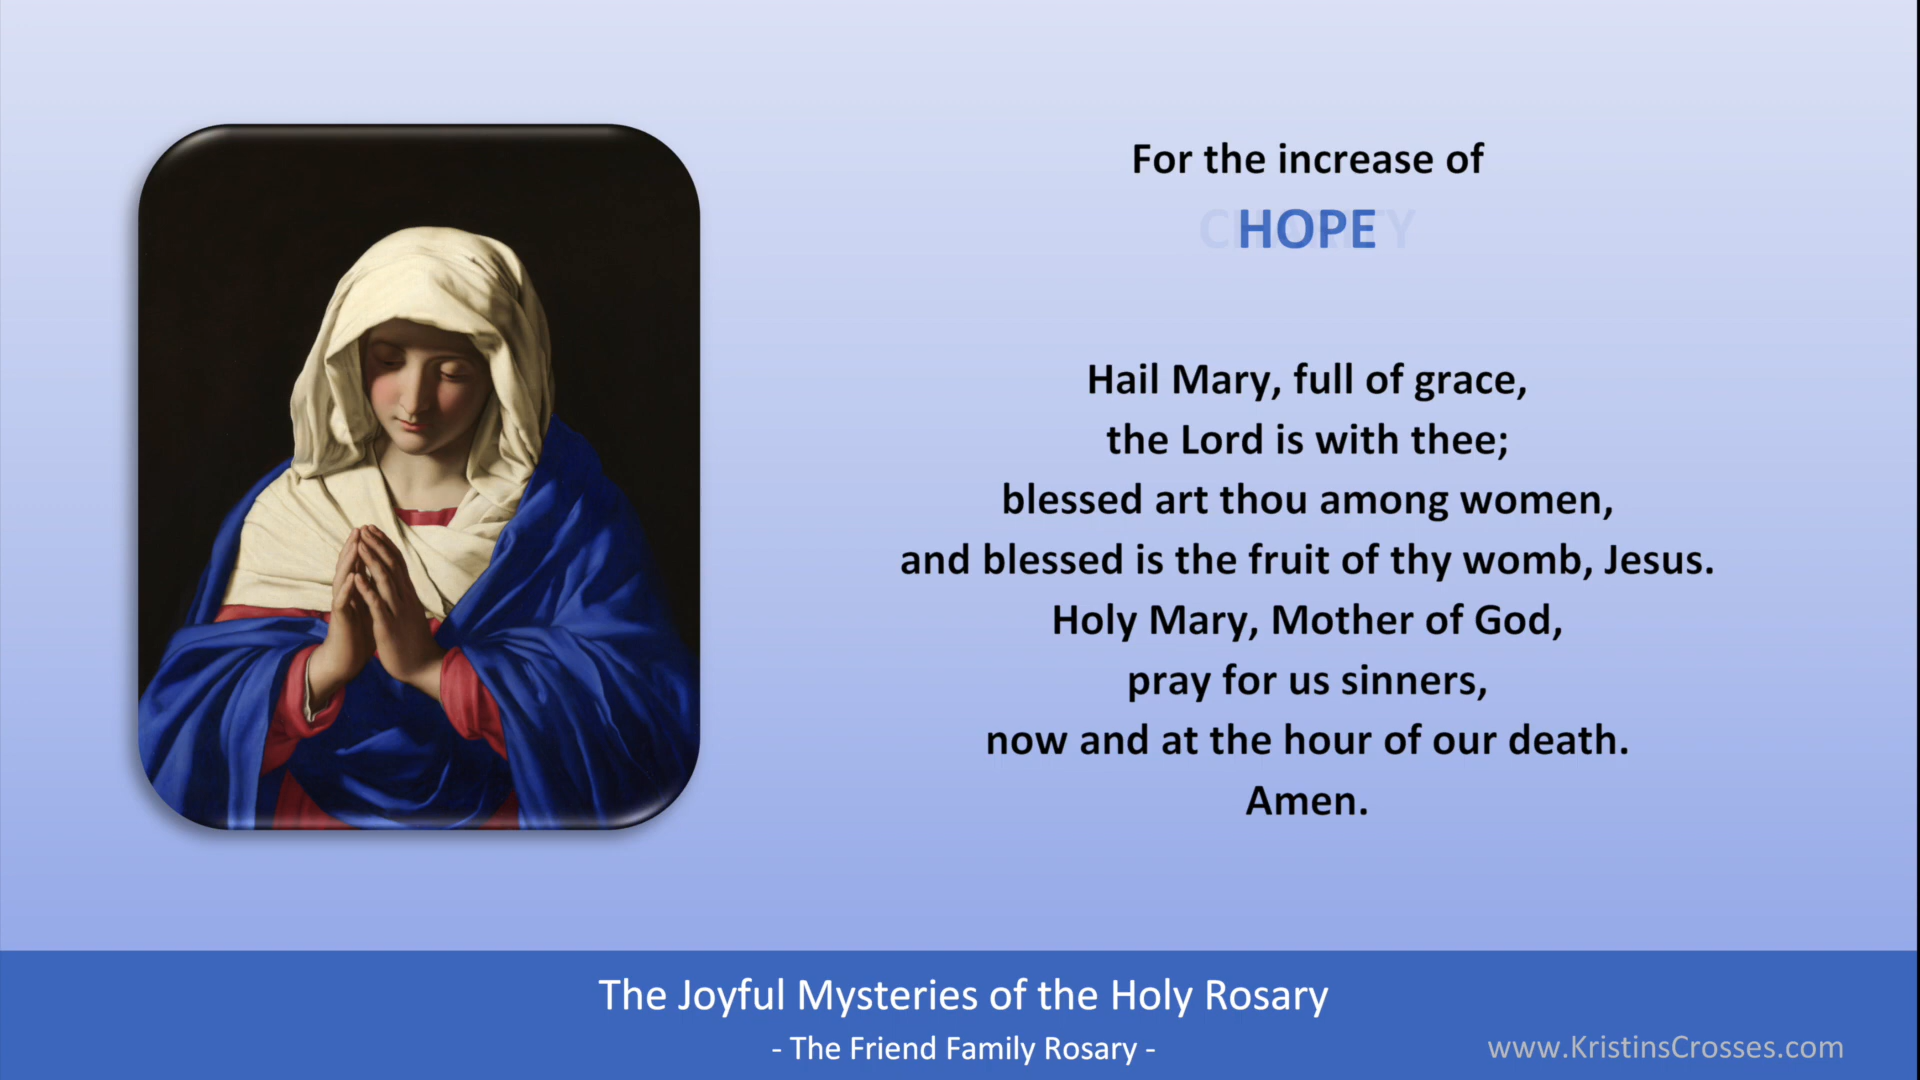 For the increase of
HOPE
CHARITY
Hail Mary, full of grace,
the Lord is with thee;
blessed art thou among women,
and blessed is the fruit of thy womb, Jesus.
Holy Mary, Mother of God,
pray for us sinners,
now and at the hour of our death.
Amen.
The Joyful Mysteries of the Holy Rosary
- The Friend Family Rosary -
www.KristinsCrosses.com